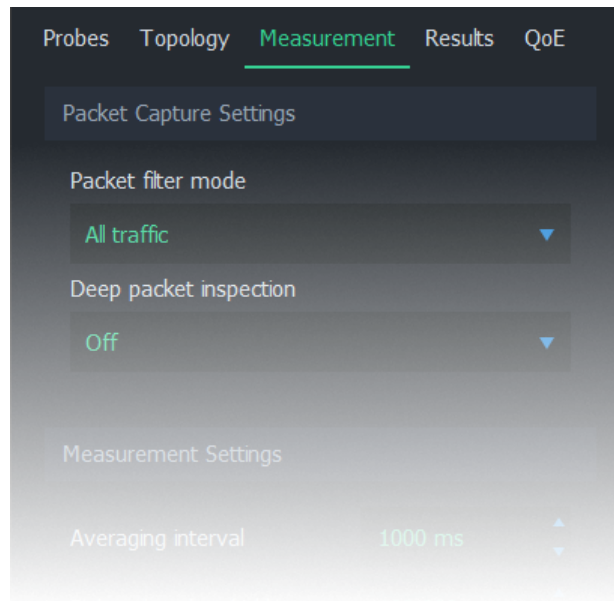 Probes Topology Measurement Results QoE
Packet Capture Settings
Packet filter mode
All traffic
Deep packet inspection
Off
Measurement Settings
Averaging interval 1000 ms